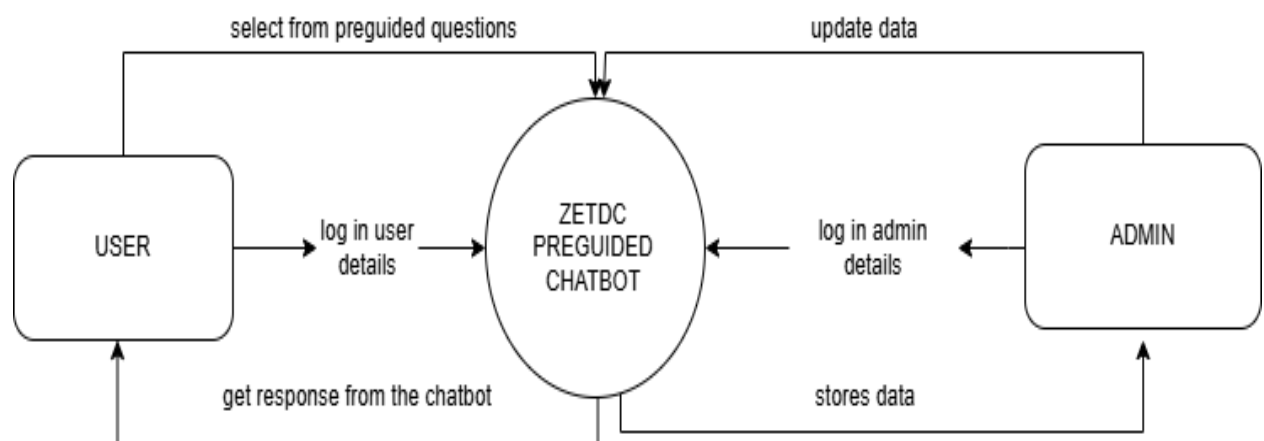 select from preguided questions
update data
USER
log in user
details
ZETDC
PREGUIDED
CHATBOT
log in admin
details
ADMIN
get response from the chatbot
stores data